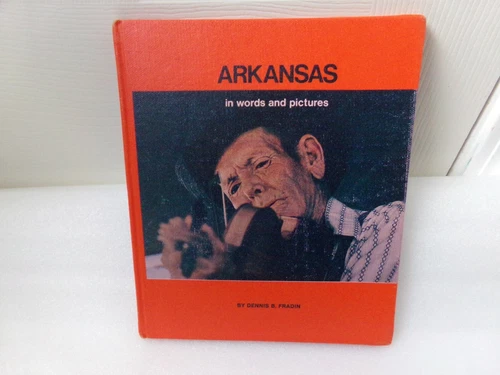 ARKANSAS
in words and pictures
BY DENNIS B. FRADIN